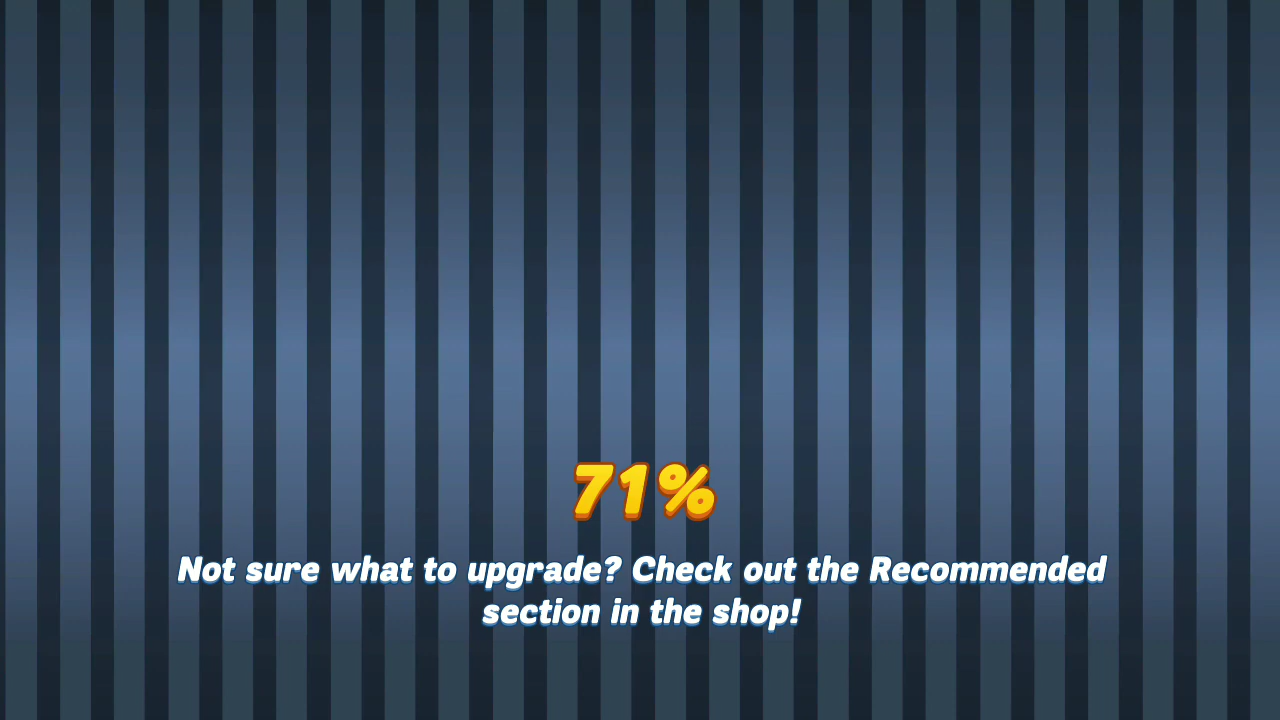 71%
Not sure what to upgrade? Check out the Recommended
section in the shop!